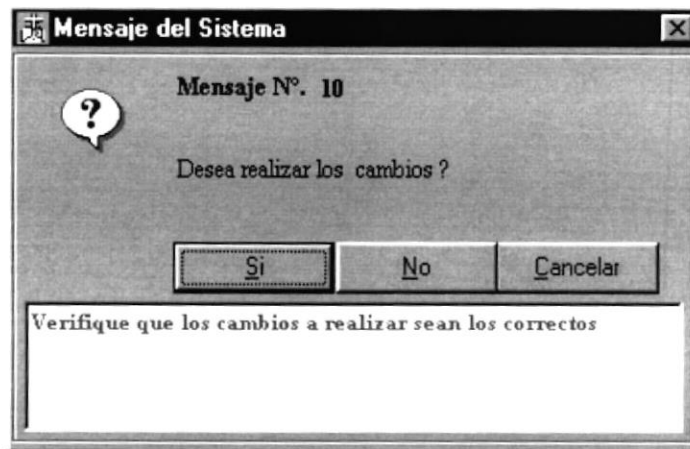 Mensaje del Sistema
Mensaje N°. 10
Desea realizar los cambios ?
Si No Cancelar
Verifique que los cambios a realizar sean los correctos